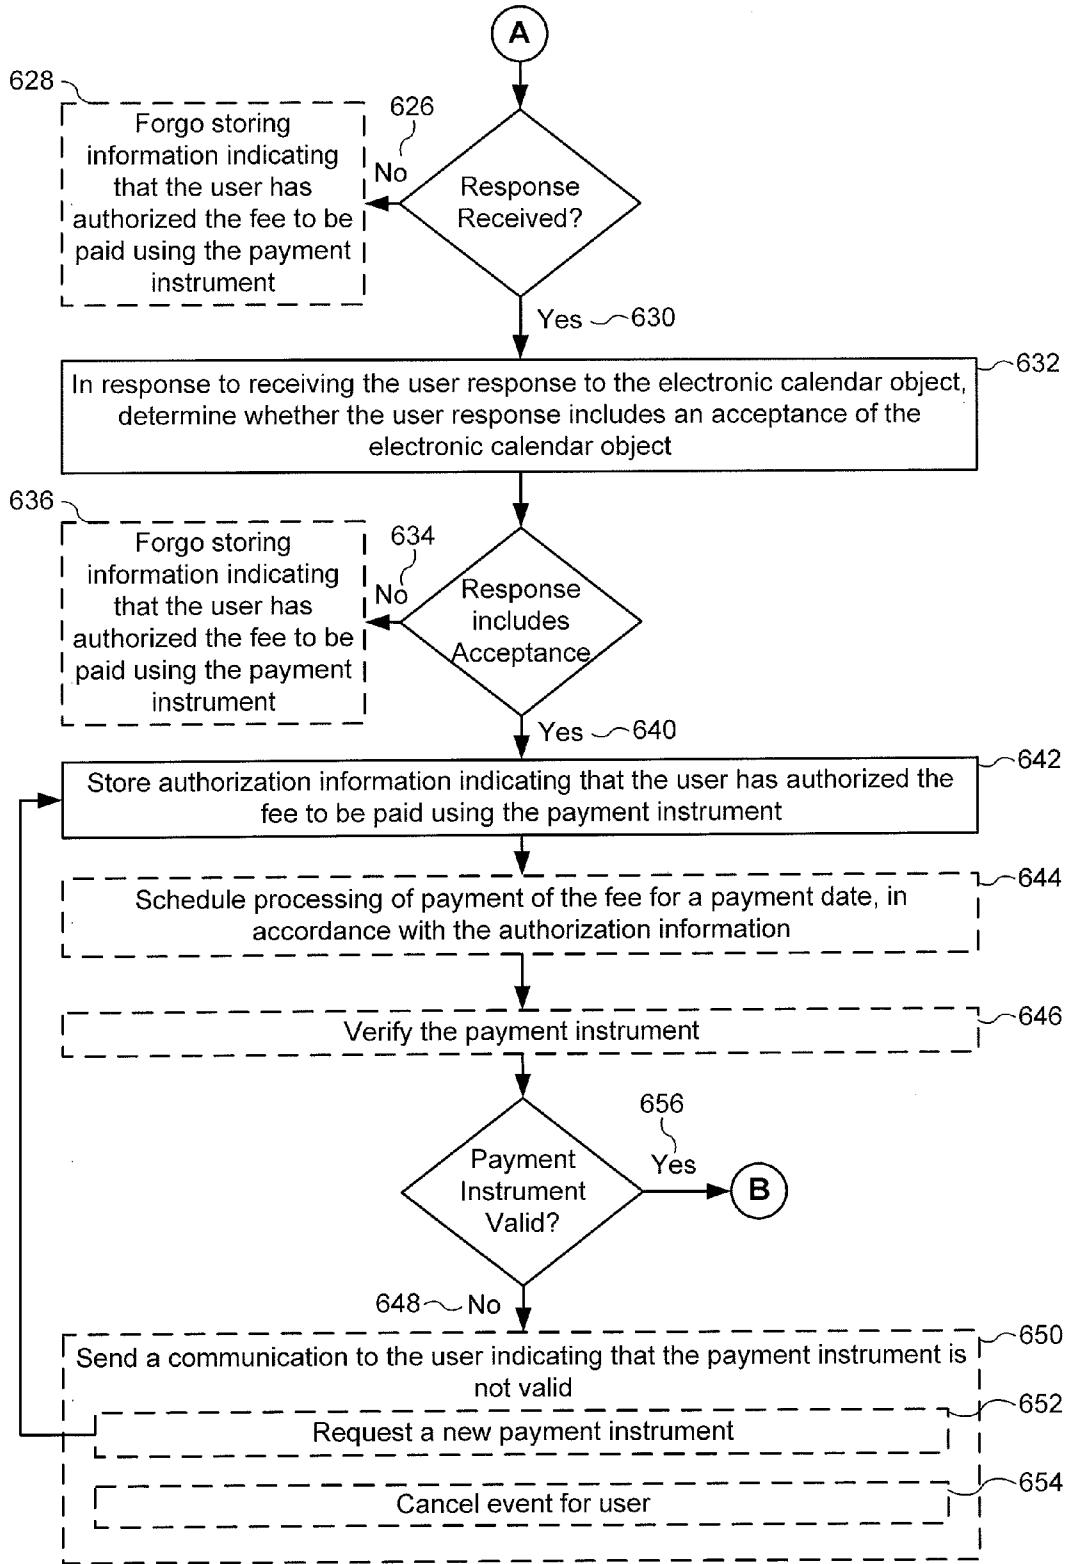 A
628
626
Forgo storing
information indicating
that the user has
authorized the fee to be
paid using the payment
instrument
No
Response
Received?
Yes
630
632
In response to receiving the user response to the electronic calendar object,
determine whether the user response includes an acceptance of the
electronic calendar object
636
634
Forgo storing
information indicating
that the user has
authorized the fee to be
paid using the payment
instrument
No
Response
includes
Acceptance
Yes
640
642
Store authorization information indicating that the user has authorized the
fee to be paid using the payment instrument
644
Schedule processing of payment of the fee for a payment date, in
accordance with the authorization information
646
Verify the payment instrument
656
Yes
Payment
Instrument
Valid?
B
648
No
650
Send a communication to the user indicating that the payment instrument is
not valid
652
Request a new payment instrument
654
Cancel event for user